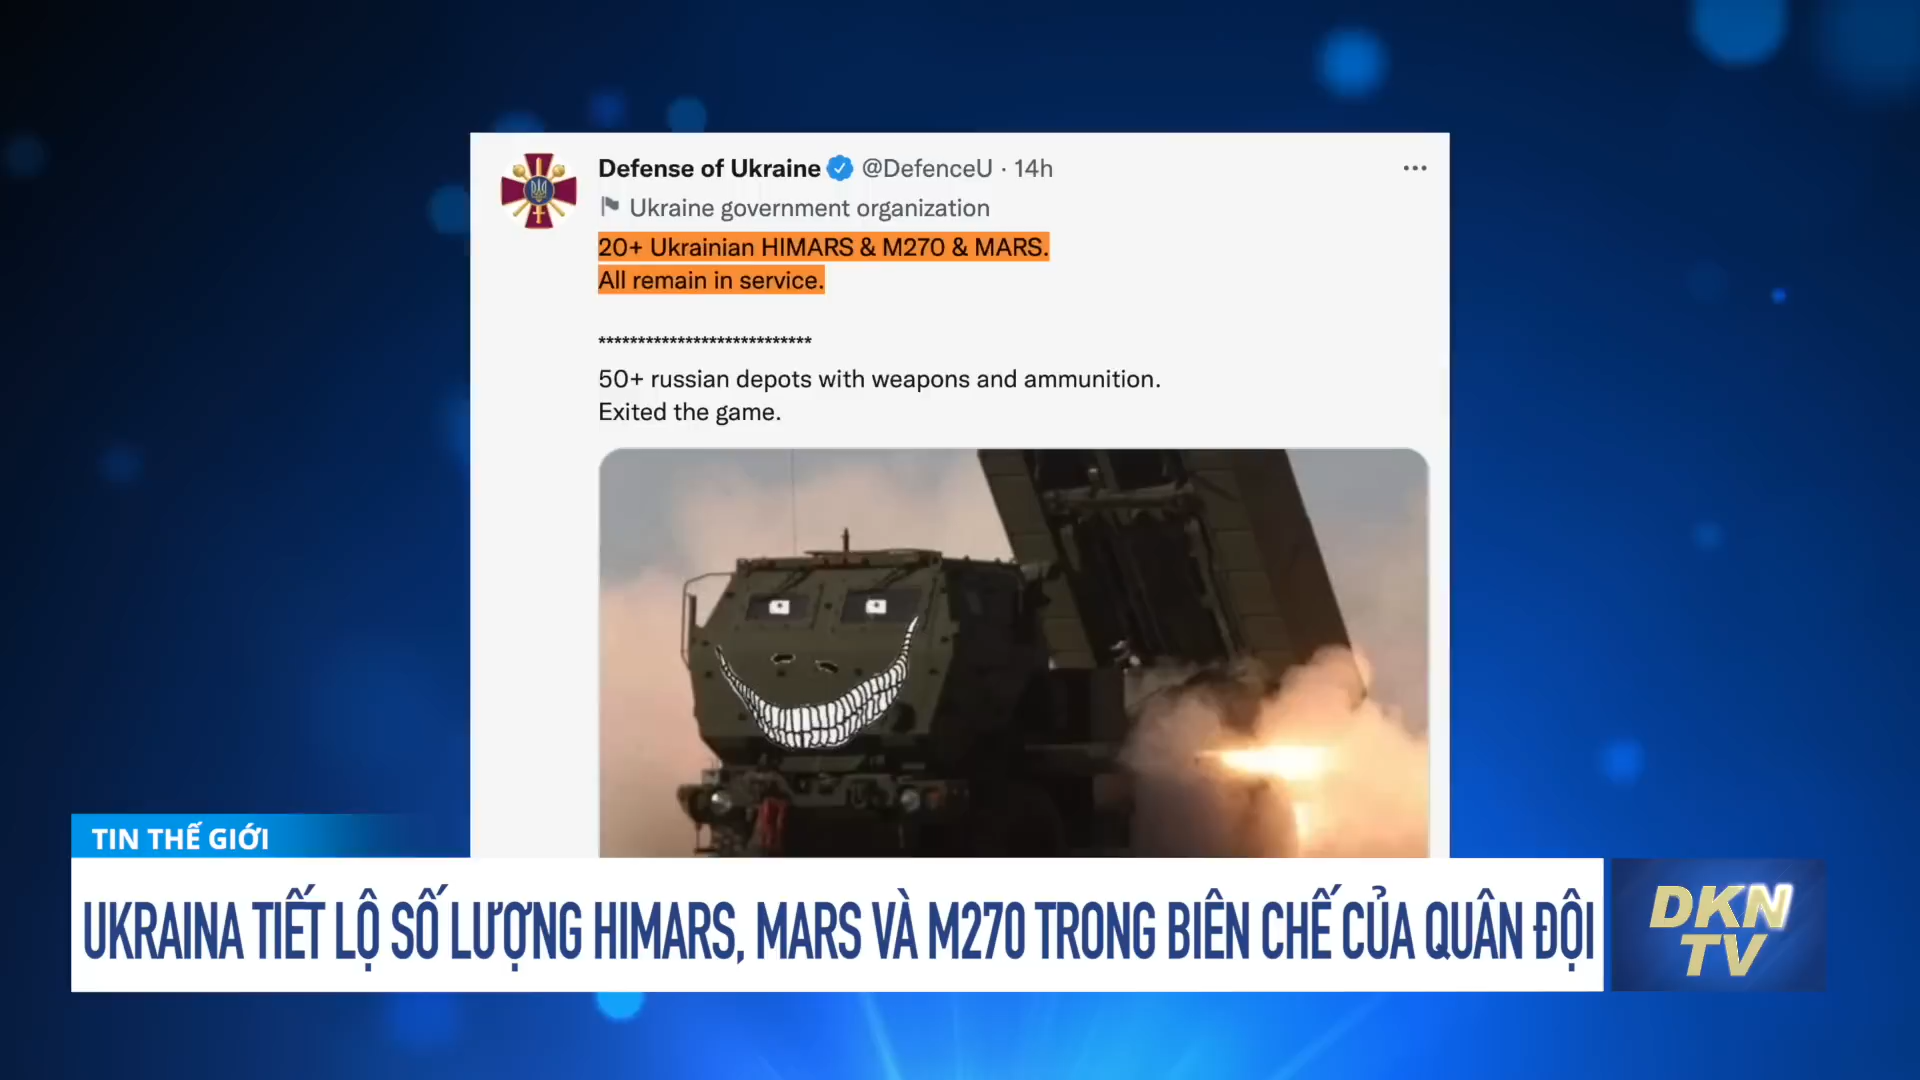 Defense of Ukraine @DefenceU · 14h
Ukraine government organization
20+ Ukrainian HIMARS & M270 & MARS.
All remain in service.
***************************
50+ russian depots with weapons and ammunition.
Exited the game.
TIN THẾ GIỚI
UKRAINA TIẾT LỘ SỐ LƯỢNG HIMARS, MARS VÀ M270 TRONG BIÊN CHẾ CỦA QUÂN ĐỘI
DKN
TV